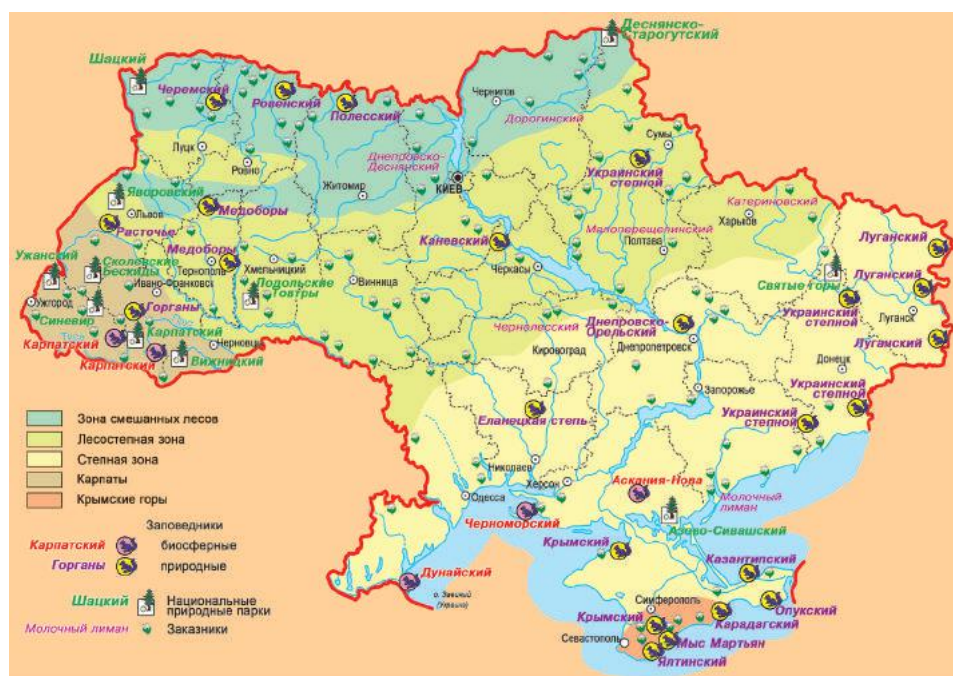 Деснянско-
Старогутский
Шацкий
Черемский
Ровенский
Полесский
Чернигов
Дорогинский
Луцк
Ровно
Днепровско-
Деснянский
КИЕВ
Житомир
Сумы
Украинский
степной
Яворовский
Львов
Медоборы
Расточье
Катериновский
Харьков
Малоперещепинский
Полтава
Каневский
Черкасы
Луганский
Ужанский
Сколевские
Бескиды
Медоборы
Тернополь
Хмельницкий
Винница
Подольские
Товтры
Ивано-Франковск
Ужгород
Святые горы
Луганский
Украинский
степной
Луганск
Синевир
Горганы
Карпатский
Карпатский
Карпатский
Черновцы
Вижницкий
Чернолесский
Кировоград
Днепровско-
Орельский
Днепропетровск
Луганский
Донецк
Запорожье
Украинский
степной
Украинский
степной
Еланецкая степь
Николаев
Херсон
Одесса
Аскания-Нова
Молочный
лиман
Черноморский
Азово-Сивашский
Крымский
Казантипский
Дунайский
о. Змеиный
(Украина)
Симферополь
Опукский
Карадагский
Крымский
Севастополь
Мыс Мартьян
Ялтинский
Зона смешанных лесов
Лесостепная зона
Степная зона
Карпаты
Крымские горы
Заповедники
Карпатский биосферные
Горганы природные
Шацкий Национальные
природные парки
Молочный лиман Заказники